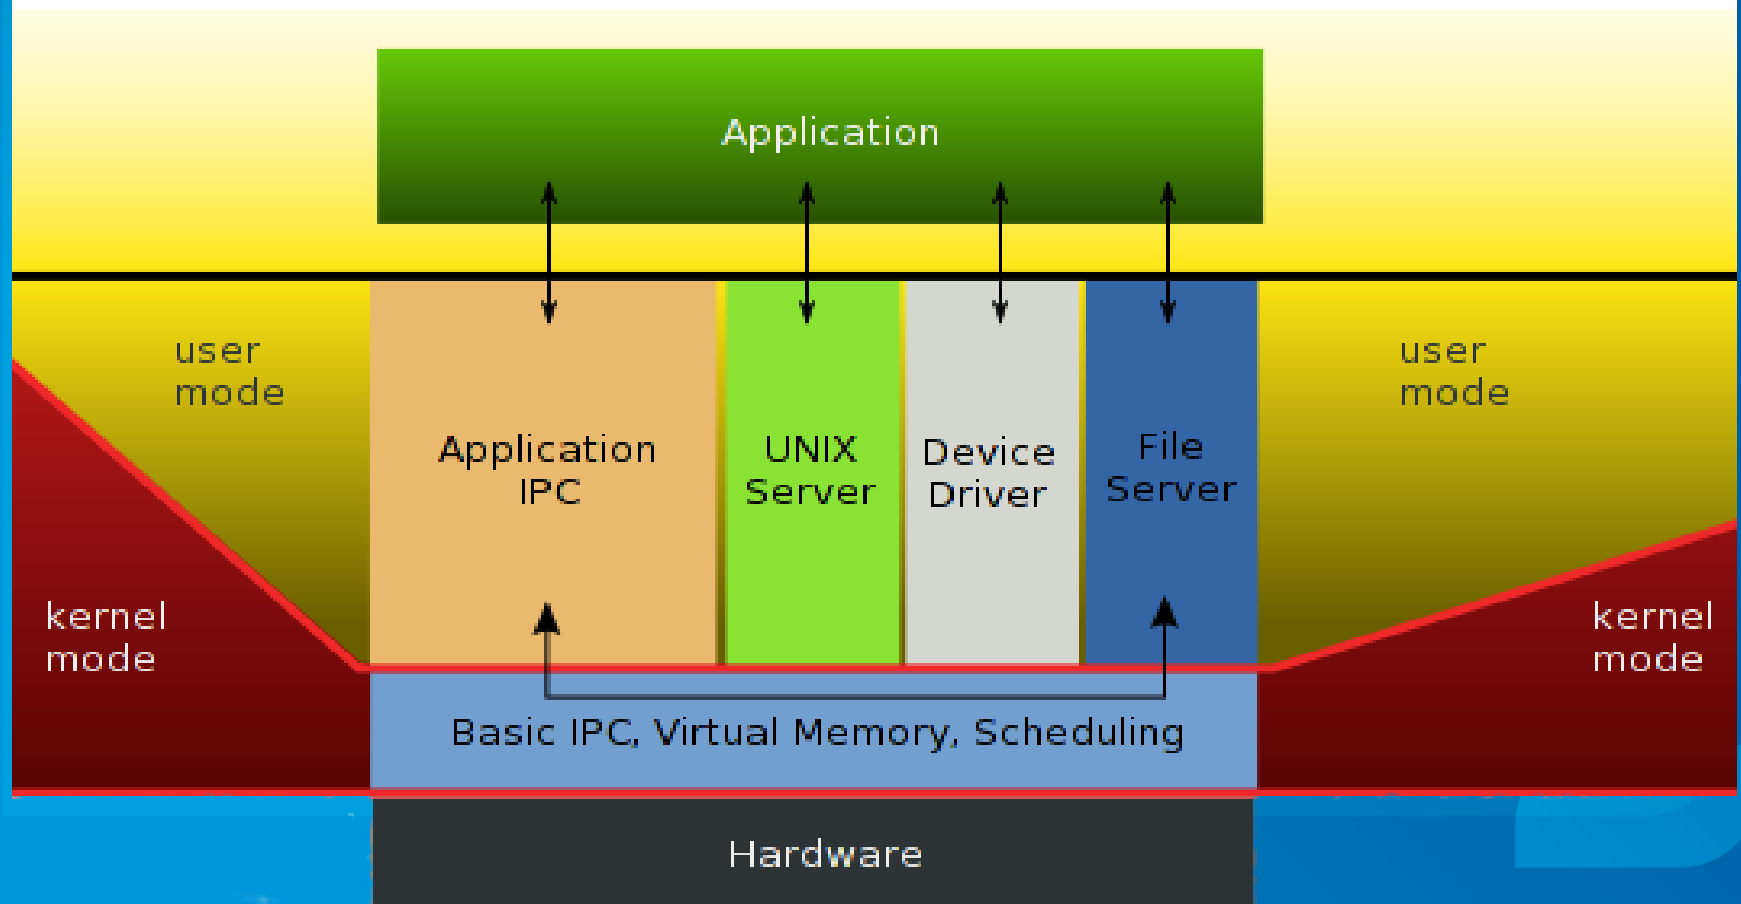 Application
user
mode
Application
IPC
UNIX
Server
Device
Driver
File
Server
user
mode
kernel
mode
kernel
mode
Basic IPC, Virtual Memory, Scheduling
Hardware